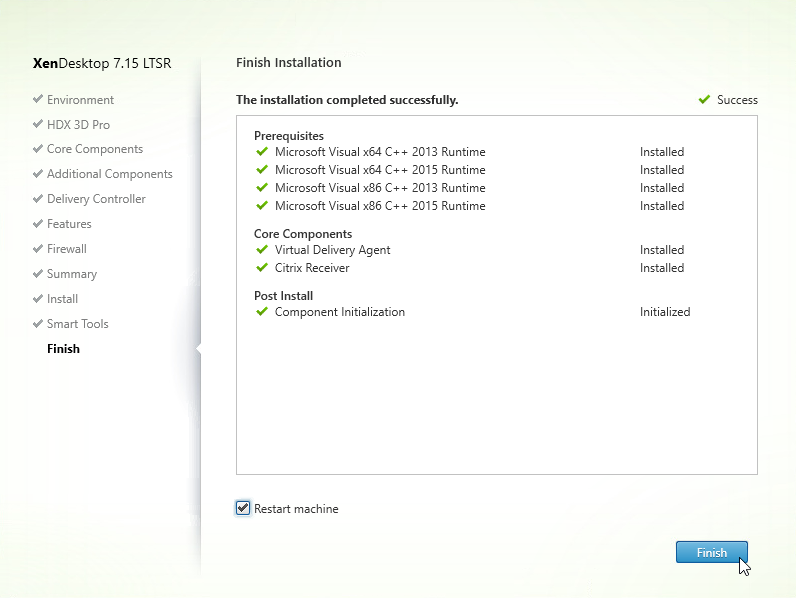 XenDesktop 7.15 LTSR
Environment
HDX 3D Pro
Core Components
Additional Components
Delivery Controller
Features
Firewall
Summary
Install
Smart Tools
Finish
Finish Installation
The installation completed successfully. Success
Prerequisites
Microsoft Visual x64 C++ 2013 Runtime Installed
Microsoft Visual x64 C++ 2015 Runtime Installed
Microsoft Visual x86 C++ 2013 Runtime Installed
Microsoft Visual x86 C++ 2015 Runtime Installed
Core Components
Virtual Delivery Agent Installed
Citrix Receiver Installed
Post Install
Component Initialization Initialized
Restart machine
Finish